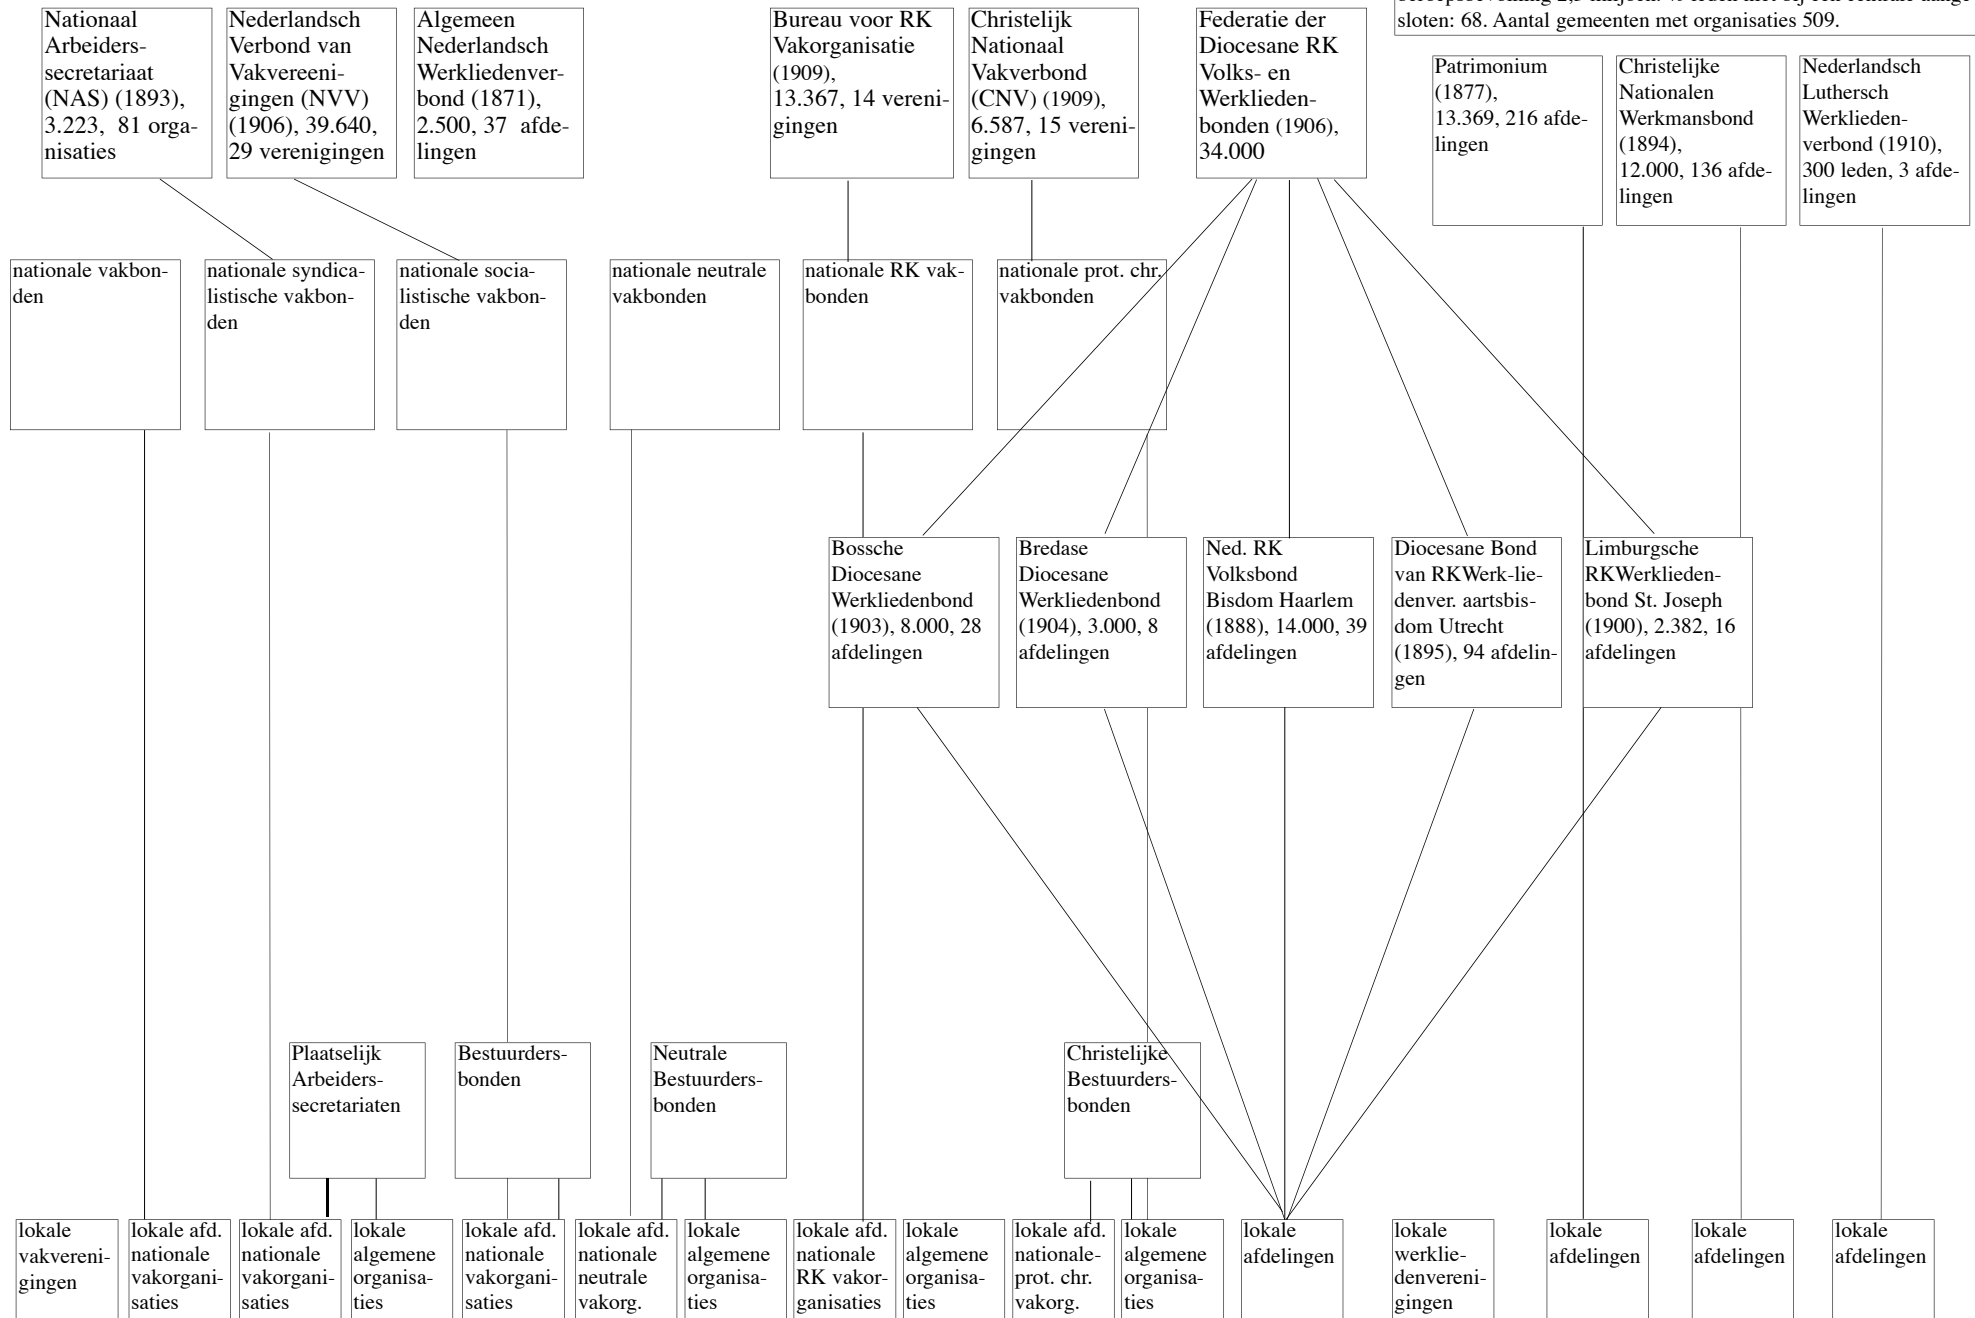 beroepsbevolking 2,3 miljoen. % leden niet bij een centrale aange-
sloten: 68. Aantal gemeenten met organisaties 509.
Nationaal
Arbeiders-
secretariaat
(NAS) (1893),
3.223, 81 orga-
nisaties
Nederlandsch
Verbond van
Vakvereeni-
gingen (NVV)
(1906), 39.640,
29 verenigingen
Algemeen
Nederlandsch
Werkliedenver-
bond (1871),
2.500, 37 afde-
lingen
Bureau voor RK
Vakorganisatie
(1909),
13.367, 14 vereni-
gingen
Christelijk
Nationaal
Vakverbond
(CNV) (1909),
6.587, 15 vereni-
gingen
Federatie der
Diocesane RK
Volks- en
Werklieden-
bonden (1906),
34.000
Patrimonium
(1877),
13.369, 216 afde-
lingen
Christelijke
Nationalen
Werkmansbond
(1894),
12.000, 136 afde-
lingen
Nederlandsch
Luthersch
Werklieden-
verbond (1910),
300 leden, 3 afde-
lingen
nationale vakbon-
den
nationale syndica-
listische vakbon-
den
nationale socia-
listische vakbon-
den
nationale neutrale
vakbonden
nationale RK vak-
bonden
nationale prot. chr.
vakbonden
Bossche
Diocesane
Werkliedenbond
(1903), 8.000, 28
afdelingen
Bredase
Diocesane
Werkliedenbond
(1904), 3.000, 8
afdelingen
Ned. RK
Volksbond
Bisdom Haarlem
(1888), 14.000, 39
afdelingen
Diocesane Bond
van RKWerk-lie-
denver. aartsbis-
dom Utrecht
(1895), 94 afdelin-
gen
Limburgsche
RKWerklieden-
bond St. Joseph
(1900), 2.382, 16
afdelingen
Plaatselijk
Arbeiders-
secretariaten
Bestuurders-
bonden
Neutrale
Bestuurders-
bonden
Christelijke
Bestuurders-
bonden
lokale
vakvereni-
gingen
lokale afd.
nationale
vakorgani-
saties
lokale afd.
nationale
vakorgani-
saties
lokale
algemene
organisa-
ties
lokale afd.
nationale
vakorgani-
saties
lokale afd.
nationale
neutrale
vakorg.
lokale
algemene
organisa-
ties
lokale afd.
nationale
RK vakor-
ganisaties
lokale
algemene
organisa-
ties
lokale afd.
nationale-
prot. chr.
vakorg.
lokale
algemene
organisa-
ties
lokale
afdelingen
lokale
werklie-
denvereni-
gingen
lokale
afdelingen
lokale
afdelingen
lokale
afdelingen